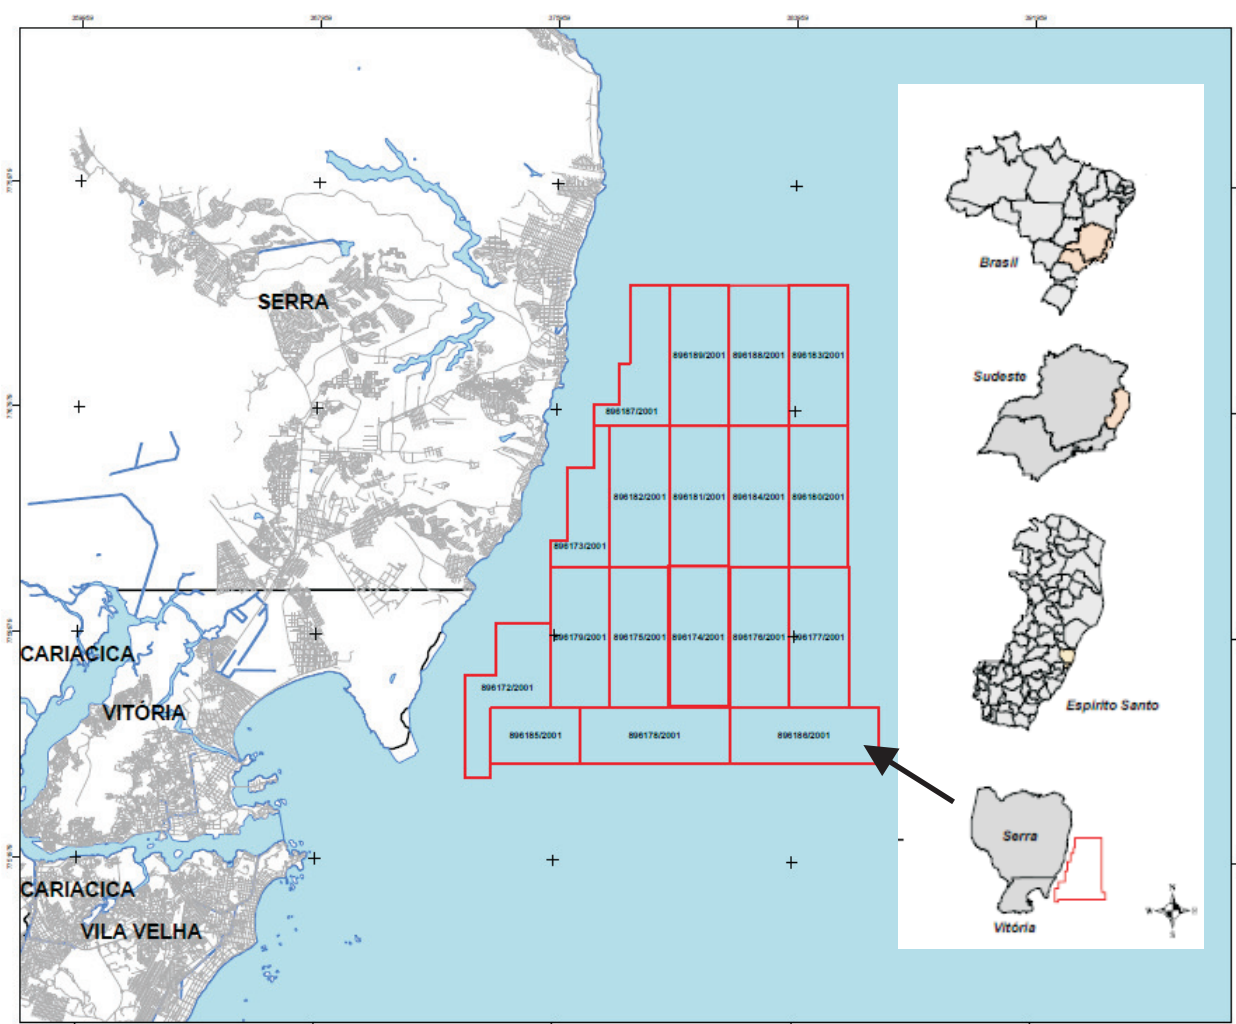 Brasil
SERRA
Sudeste
896189/2001 896188/2001 896183/2001
896187/2001
896182/2001 896181/2001 896184/2001 896180/2001
896173/2001
896179/2001 896175/2001 896174/2001 896176/2001 896177/2001
CARIACICA
896172/2001
Espírito Santo
VITÓRIA
896185/2001 896178/2001 896186/2001
Serra
CARIACICA
N
W E
S
VILA VELHA
Vitória